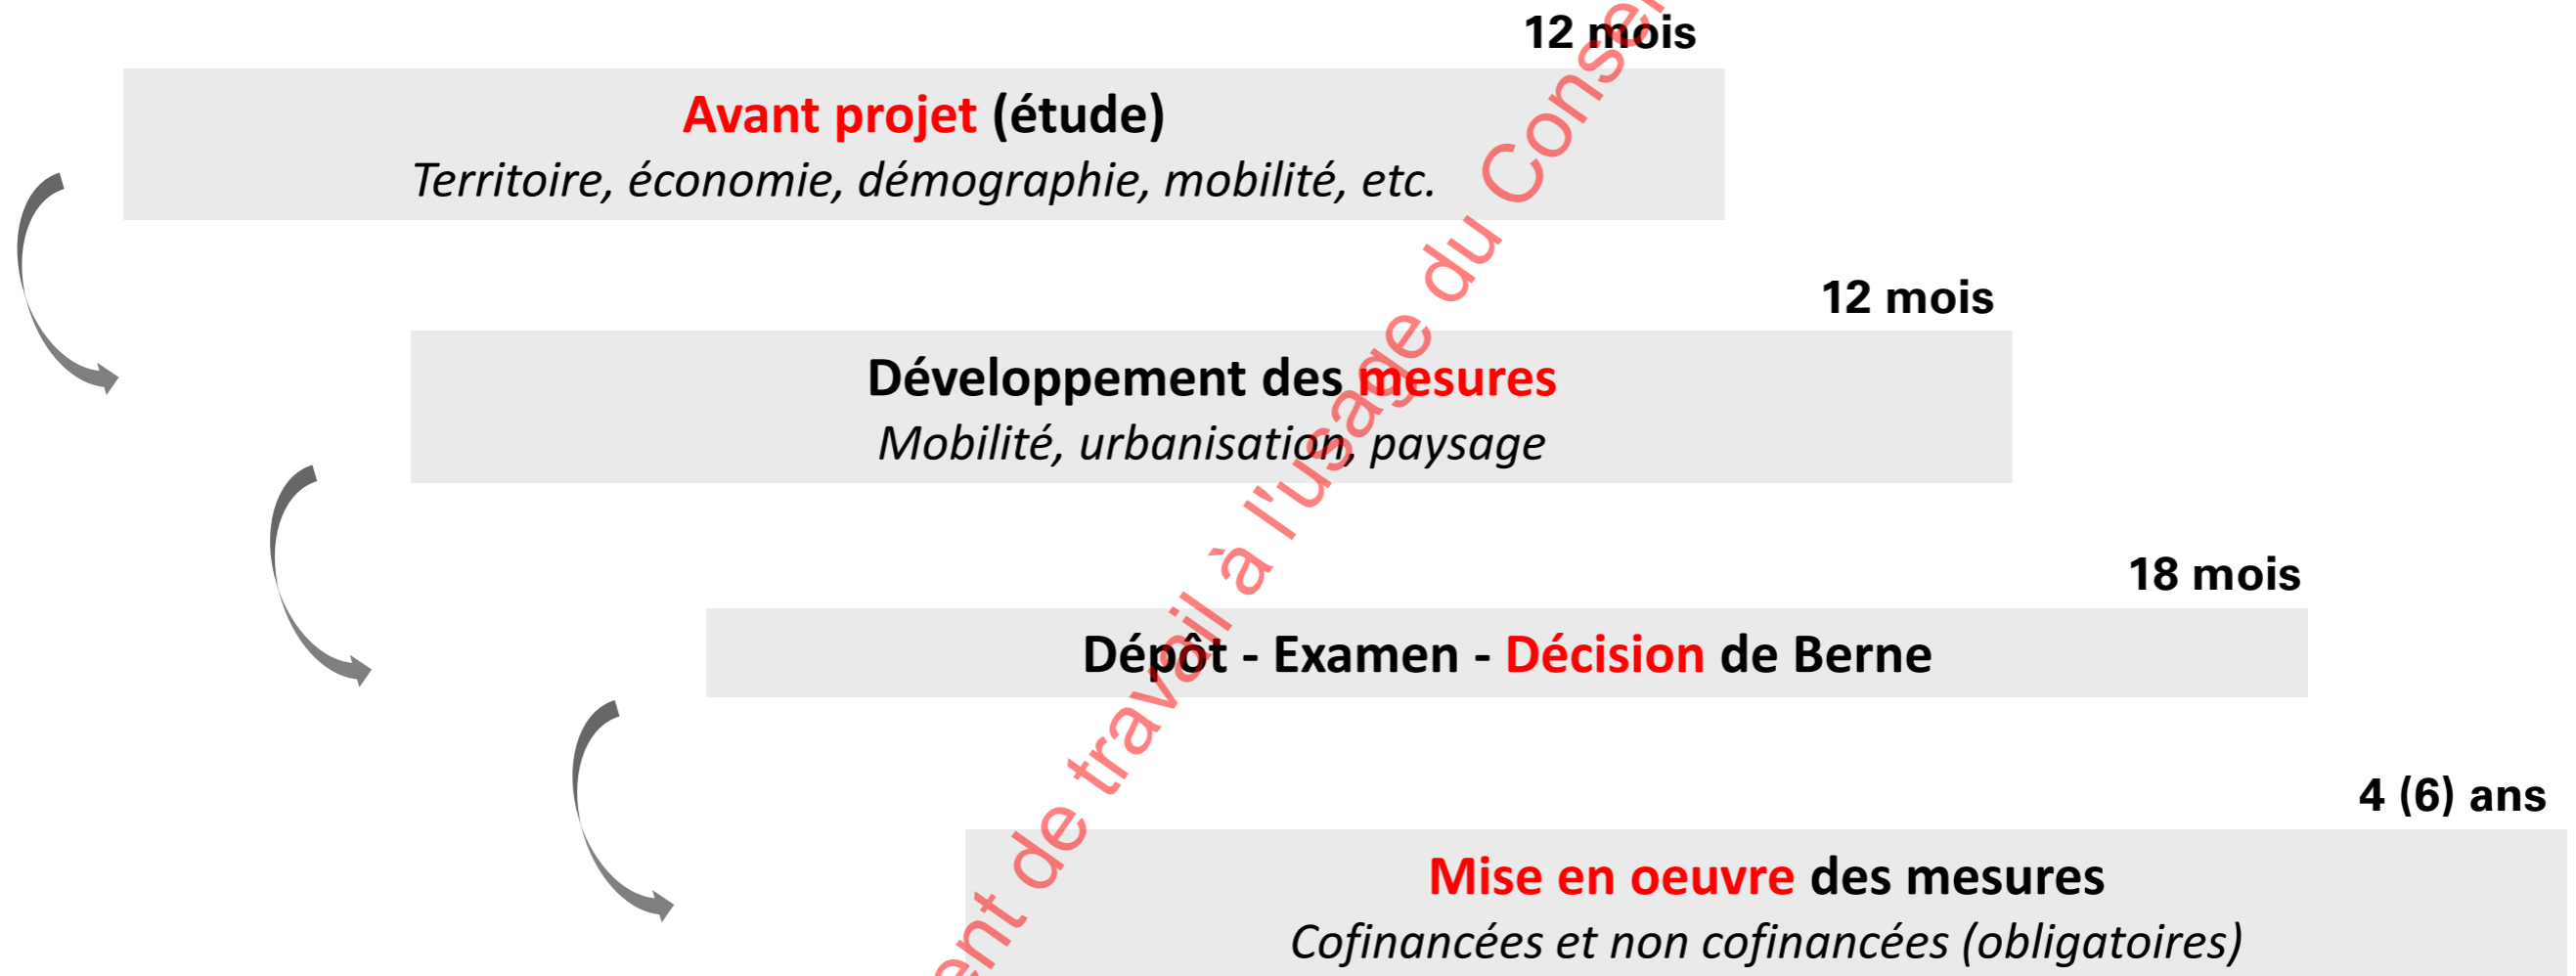 12 mois
Avant projet (étude)
Territoire, économie, démographie, mobilité, etc.
12 mois
Développement des mesures
Mobilité, urbanisation, paysage
18 mois
Dépôt - Examen - Décision de Berne
4 (6) ans
Mise en oeuvre des mesures
Cofinancées et non cofinancées (obligatoires)
de travail à l'usage du